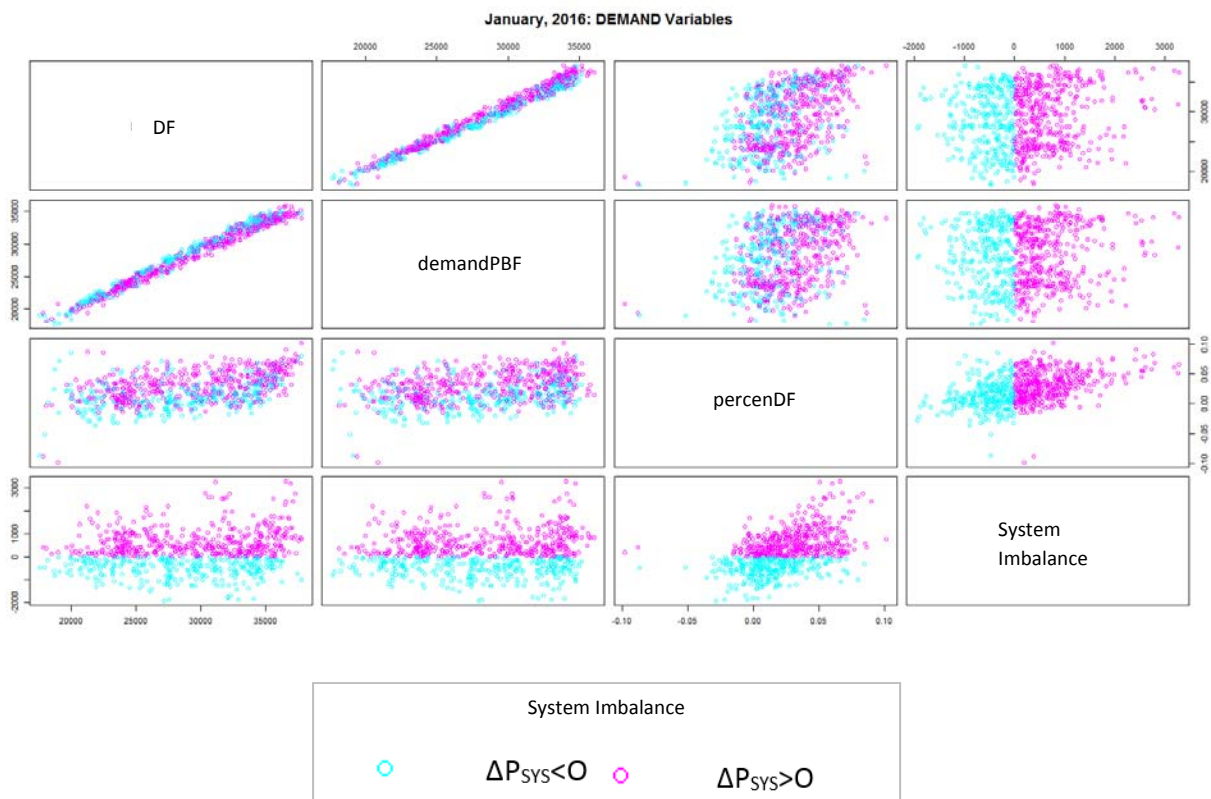 January, 2016: DEMAND Variables
20000 25000 30000 35000
-2000 -1000 0 1000 2000 3000
DF
20000 30000
demandPBF
20000 25000 30000 35000
percenDF
-0.10 -0.05 0.00 0.05 0.10
System
Imbalance
-2000 0 1000 3000
20000 25000 30000 35000
-0.10 -0.05 0.00 0.05 0.10
System Imbalance
ΔPSYS<O
ΔPSYS>O